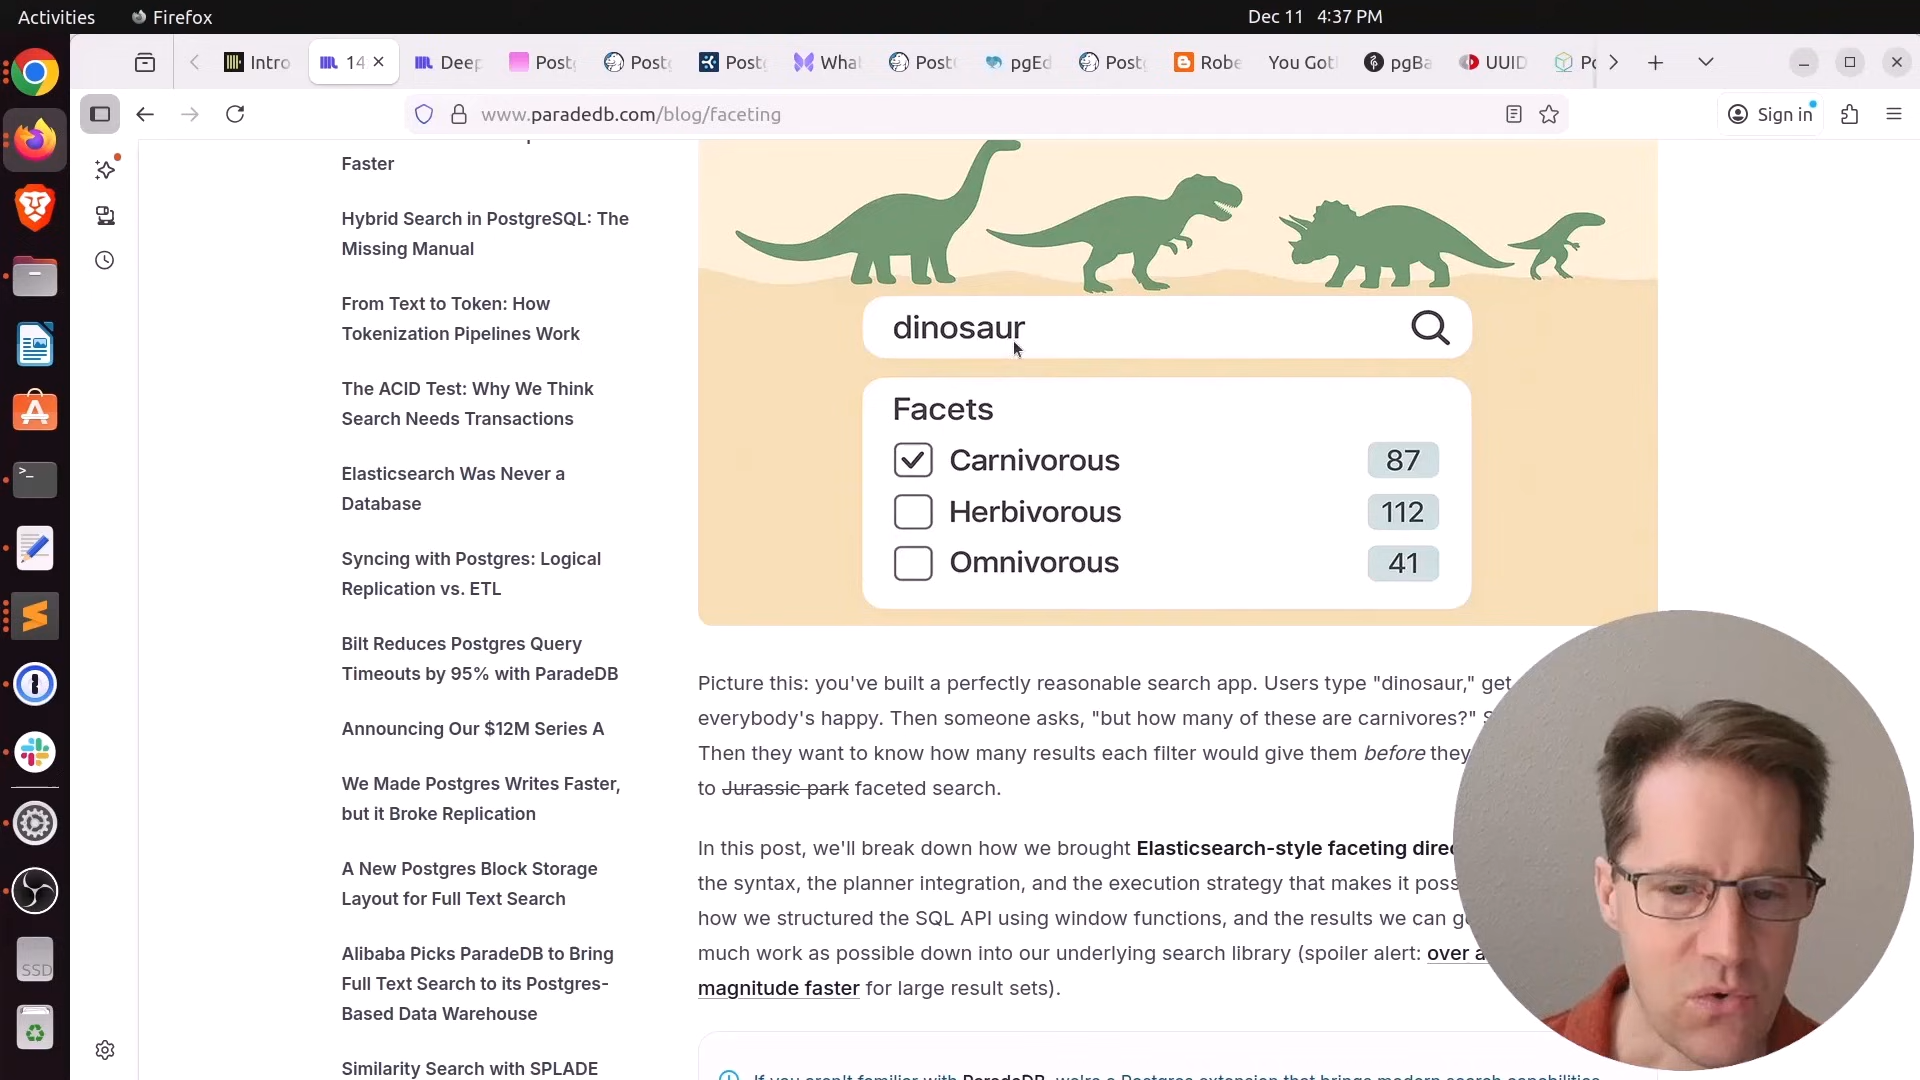 Activities
Firefox
Dec 11 4:37 PM
Intro
14
Deep
Postg
Postg
Postg
What
Post
pgEd
Postg
Robe
You Got
pgBa
UUID
Po
www.paradedb.com/blog/faceting
Sign in
Faster
Hybrid Search in PostgreSQL: The
Missing Manual
From Text to Token: How
Tokenization Pipelines Work
The ACID Test: Why We Think
Search Needs Transactions
Elasticsearch Was Never a
Database
Syncing with Postgres: Logical
Replication vs. ETL
Bilt Reduces Postgres Query
Timeouts by 95% with ParadeDB
Announcing Our $12M Series A
We Made Postgres Writes Faster,
but it Broke Replication
A New Postgres Block Storage
Layout for Full Text Search
Alibaba Picks ParadeDB to Bring
Full Text Search to its Postgres-
Based Data Warehouse
Similarity Search with SPLADE
dinosaur
Facets
Carnivorous 87
Herbivorous 112
Omnivorous 41
Picture this: you've built a perfectly reasonable search app. Users type "dinosaur," get
everybody's happy. Then someone asks, "but how many of these are carnivores?" S
Then they want to know how many results each filter would give them before they
to Jurassic park faceted search.
In this post, we'll break down how we brought Elasticsearch-style faceting direc
the syntax, the planner integration, and the execution strategy that makes it poss
how we structured the SQL API using window functions, and the results we can g
much work as possible down into our underlying search library (spoiler alert: over a
magnitude faster for large result sets).
If you aren't familiar with ParadeDB, we're a Postgres extension that brings modern search capabilities
SSD